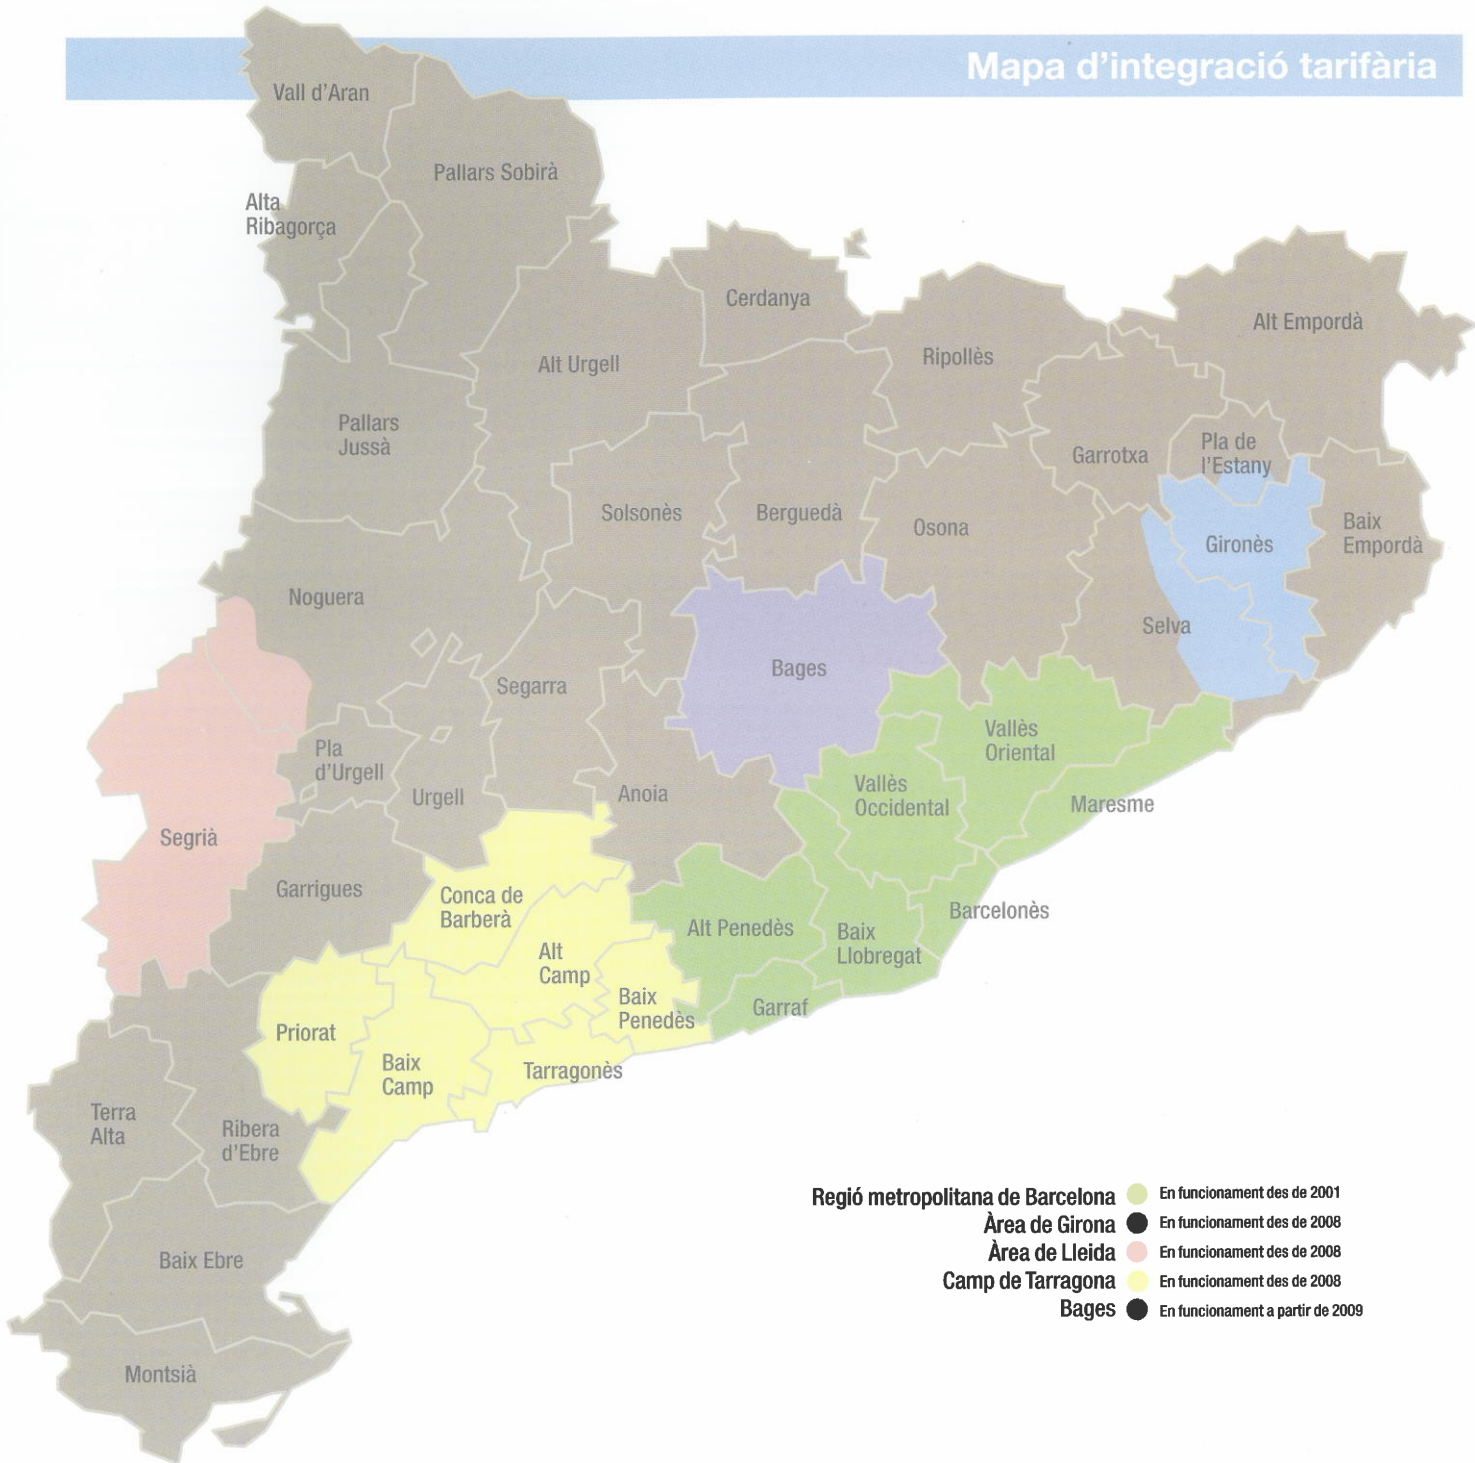 Mapa d'integració tarifària
Vall d'Aran
Pallars Sobirà
Alta
Ribagorça
Cerdanya
Alt Empordà
Ripollès
Alt Urgell
Pallars
Jussà
Garrotxa
Pla de
l'Estany
Solsonès
Berguedà
Osona
Gironès
Baix
Empordà
Noguera
Selva
Bages
Segarra
Vallès
Oriental
Pla
d'Urgell
Urgell
Anoia
Vallès
Occidental
Maresme
Segrià
Garrigues
Conca de
Barberà
Alt Penedès
Baix
Llobregat
Barcelonès
Alt
Camp
Baix
Penedès
Garraf
Priorat
Baix
Camp
Tarragonès
Terra
Alta
Ribera
d'Ebre
Baix Ebre
Montsià
Regió metropolitana de Barcelona En funcionament des de 2001
Àrea de Girona En funcionament des de 2008
Àrea de Lleida En funcionament des de 2008
Camp de Tarragona En funcionament des de 2008
Bages En funcionament a partir de 2009